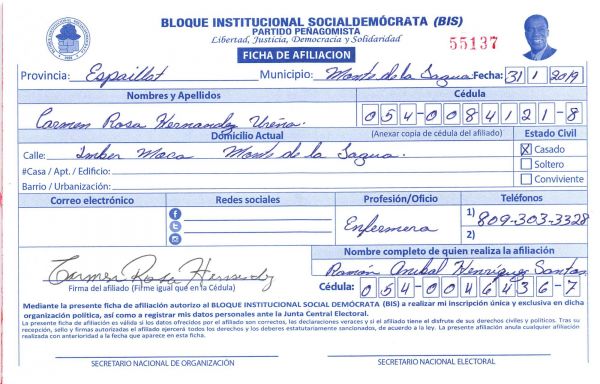 BLOQUE INSTITUCIONAL SOCIALDEMÓCRATA (BIS)
PARTIDO PEÑAGOMISTA
Libertad, Justicia, Democracia y Solidaridad
55137
FICHA DE AFILIACION
Provincia: Espaillat Municipio: Monte de la Jagua Fecha: 31 1 2019
Nombres y Apellidos Cédula
Carmen Rosa Hernandez Ureña 054-0084121-8
Domicilio Actual (Anexar copia de cédula del afiliado) Estado Civil
Calle: Imber Moca Monte de la Jagua. X Casado
#Casa / Apt. / Edificio: Soltero
Barrio / Urbanización: Conviviente
Correo electrónico Redes sociales Profesión/Oficio Teléfonos
Enfermera 1) 809-303-3328
2)
Nombre completo de quien realiza la afiliación
Carmen Rosa Hernandez Ramón Anibal Henriquez Santos
Firma del afiliado (Firme igual que en la Cédula) Cédula: 054-0046436-7
Mediante la presente ficha de afiliación autorizo al BLOQUE INSTITUCIONAL SOCIAL DEMÓCRATA (BIS) a realizar mi inscripción única y exclusiva en dicha
organización política, así como a registrar mis datos personales ante la Junta Central Electoral.
La presente ficha de afiliación es válida si los datos ofrecidos por el afiliado son correctos, las declaraciones veraces y si el afiliado tiene el disfrute de sus derechos civiles y políticos. Tras su
recepción, sello y firmas autorizadas el afiliado ejercerá todos los derechos y los deberes estatutariamente sancionados, de acuerdo a la ley. La presente afiliación anula cualquier afiliación
realizada con anterioridad a la fecha que aparece en esta ficha.
SECRETARIO NACIONAL DE ORGANIZACIÓN SECRETARIO NACIONAL ELECTORAL